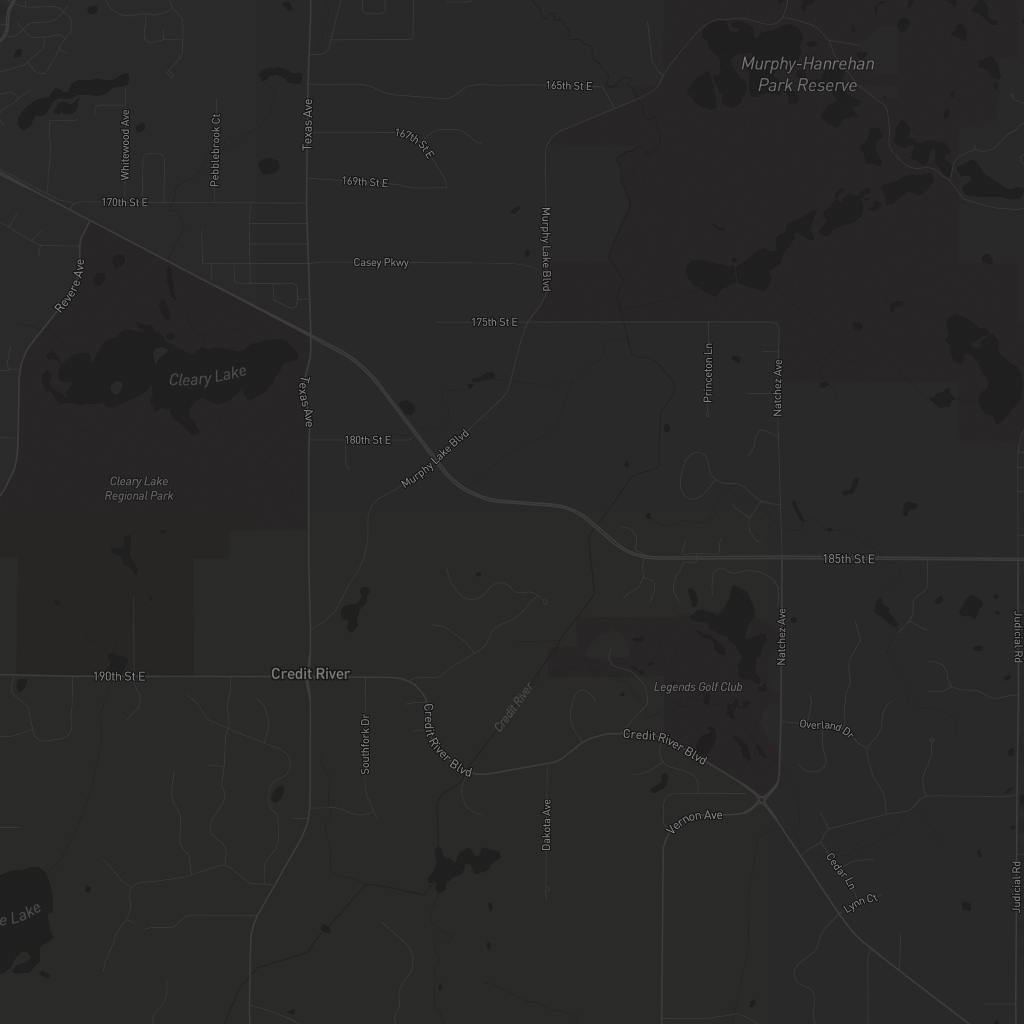 Murphy-Hanrehan
Park Reserve
165th St E
Texas Ave
Whitewood Ave
Pebblebrook Ct
167th St E
169th St E
170th St E
Murphy Lake Blvd
Casey Pkwy
Revere Ave
175th St E
Princeton Ln
Natchez Ave
Cleary Lake
Texas Ave
180th St E
Murphy Lake Blvd
Cleary Lake
Regional Park
185th St E
Natchez Ave
Judicial Rd
190th St E
Credit River
Legends Golf Club
Credit River
Southfork Dr
Credit River Blvd
Credit River Blvd
Overland Dr
Dakota Ave
Vernon Ave
Cedar Ln
Lynn Ct
Judicial Rd
e Lake